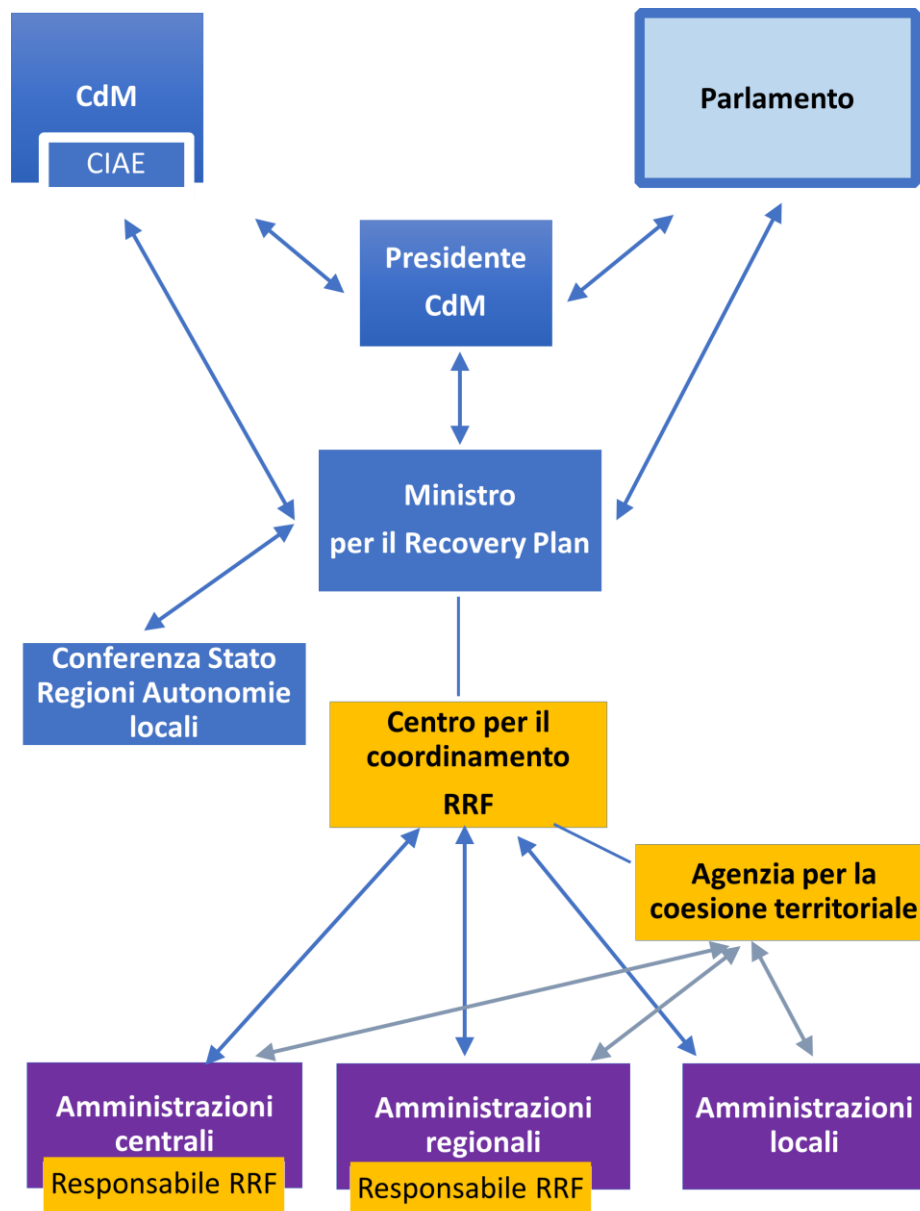 CdM
CIAE
Parlamento
Presidente
CdM
Ministro
per il Recovery Plan
Conferenza Stato
Regioni Autonomie
locali
Centro per il
coordinamento
RRF
Agenzia per la
coesione territoriale
Amministrazioni
centrali
Responsabile RRF
Amministrazioni
regionali
Responsabile RRF
Amministrazioni
locali